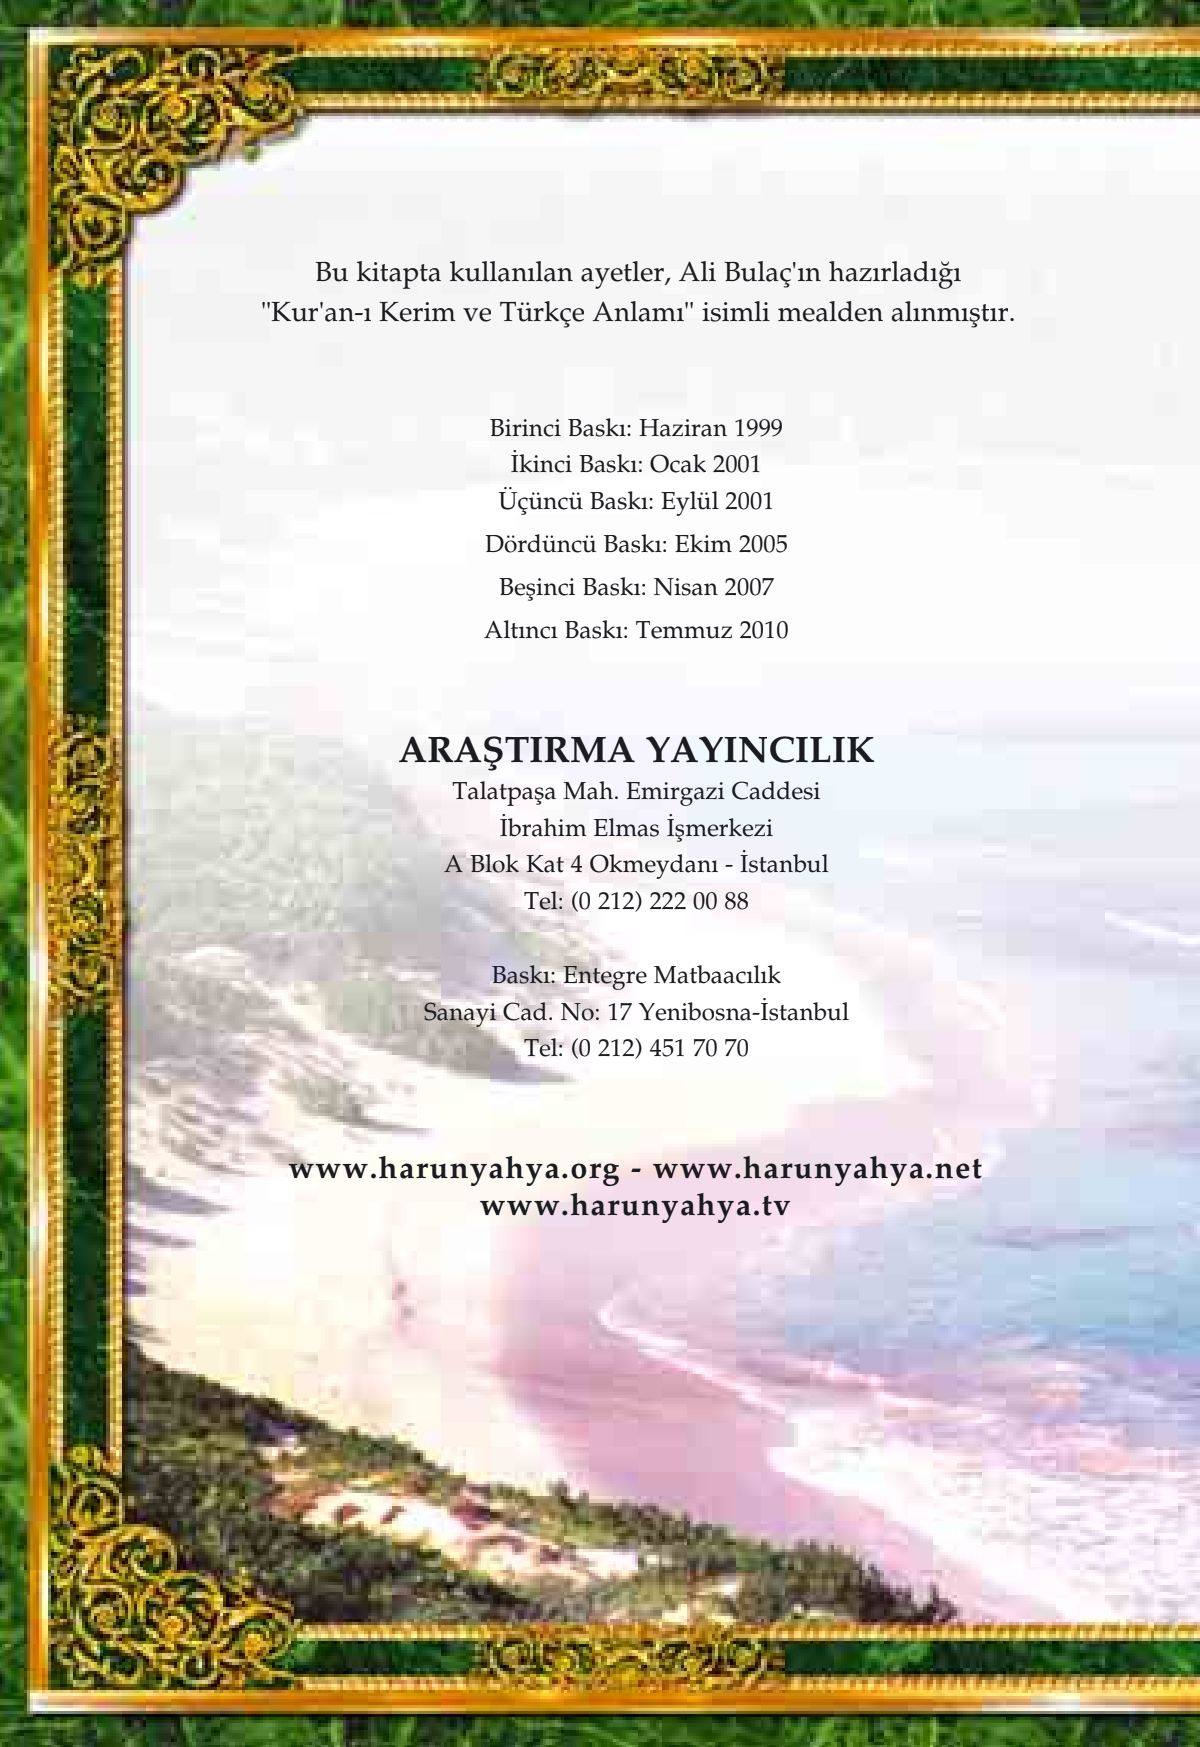 Bu kitapta kullanılan ayetler, Ali Bulaç'ın hazırladığı
"Kur'an-ı Kerim ve Türkçe Anlamı" isimli mealden alınmıştır.
Birinci Baskı: Haziran 1999
İkinci Baskı: Ocak 2001
Üçüncü Baskı: Eylül 2001
Dördüncü Baskı: Ekim 2005
Beşinci Baskı: Nisan 2007
Altıncı Baskı: Temmuz 2010
ARAŞTIRMA YAYINCILIK
Talatpaşa Mah. Emirgazi Caddesi
İbrahim Elmas İşmerkezi
A Blok Kat 4 Okmeydanı - İstanbul
Tel: (0 212) 222 00 88
Baskı: Entegre Matbaacılık
Sanayi Cad. No: 17 Yenibosna-İstanbul
Tel: (0 212) 451 70 70
www.harunyahya.org - www.harunyahya.net
www.harunyahya.tv